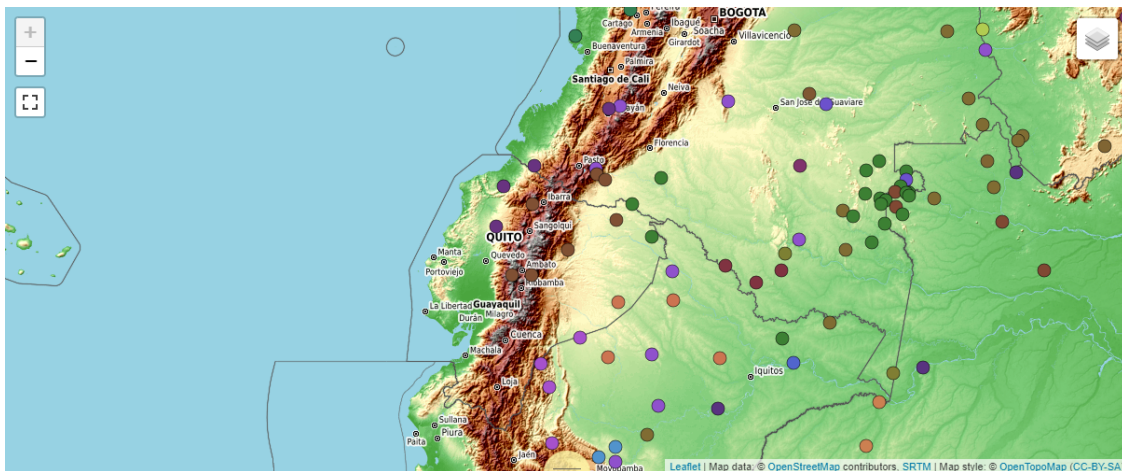 +
−
BOGOTA
Cartago
Ibagué
Armenia
Soacha
Girardot
Villavicencio
Buenaventura
Palmira
Santiago de Cali
Neiva
San José del Guaviare
Florencia
Pasto
Ibarra
QUITO
Sangolquí
Manta
Quevedo
Portoviejo
Ambato
Riobamba
La Libertad
Guayaquil
Durán
Milagro
Cuenca
Machala
Iquitos
Loja
Sullana
Piura
Paita
Jaén
Moyobamba
Leaflet | Map data: © OpenStreetMap contributors, SRTM | Map style: © OpenTopoMap (CC-BY-SA